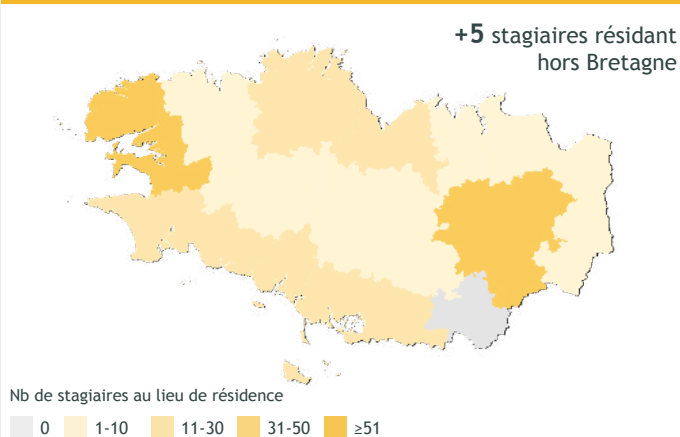 +5 stagiaires résidant
hors Bretagne
Nb de stagiaires au lieu de résidence
0 1-10 11-30 31-50 ≥51